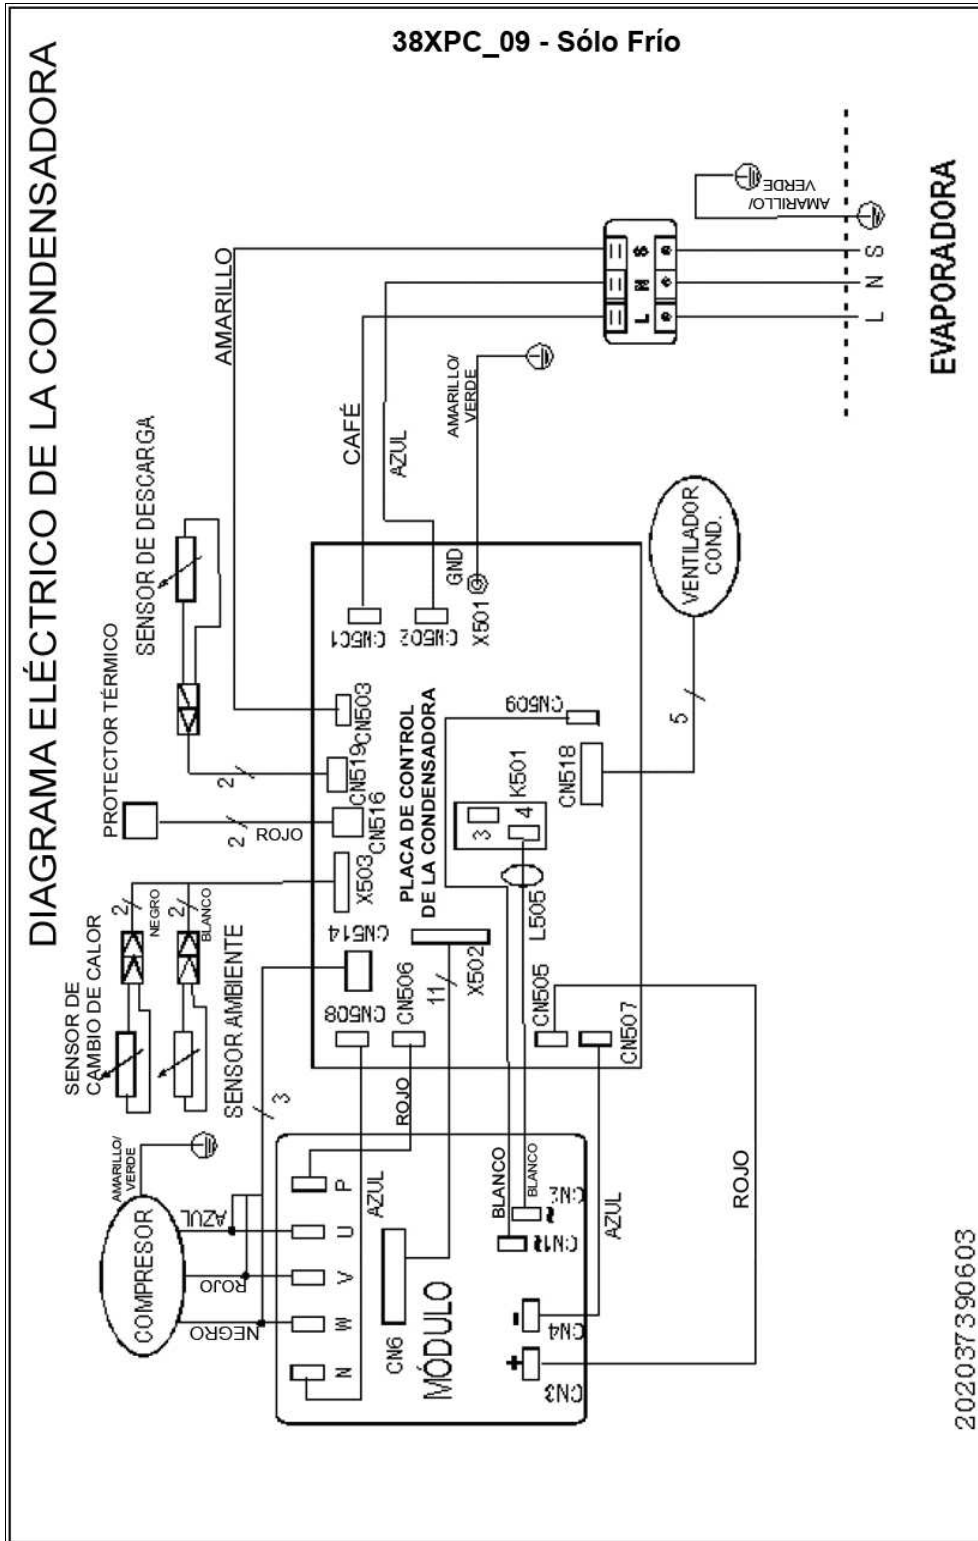 38XPC_09 - Sólo Frío
DIAGRAMA ELÉCTRICO DE LA CONDENSADORA
COMPRESOR
AMARILLO/
VERDE
AZUL
ROJO
NEGRO
SENSOR DE
CAMBIO DE CALOR
SENSOR AMBIENTE
2
NEGRO
2
BLANCO
3
PROTECTOR TÉRMICO
2
ROJO
SENSOR DE DESCARGA
2
AMARILLO
CAFÉ
AZUL
AMARILLO/
VERDE
L
N
S
AMARILLO/
VERDE
L
N
S
EVAPORADORA
N
W
V
U
P
CN6
MÓDULO
AZUL
ROJO
CN3
+
CN4
-
CN1
CN2
~
BLANCO
BLANCO
AZUL
ROJO
CN508
CN506
CN514
X503
CN516
CN519
CN503
CN501
CN502
X501
GND
PLACA DE CONTROL
DE LA CONDENSADORA
11
X502
CN505
CN507
L505
3
4
K501
CN509
CN518
5
VENTILADOR
COND.
202037390603